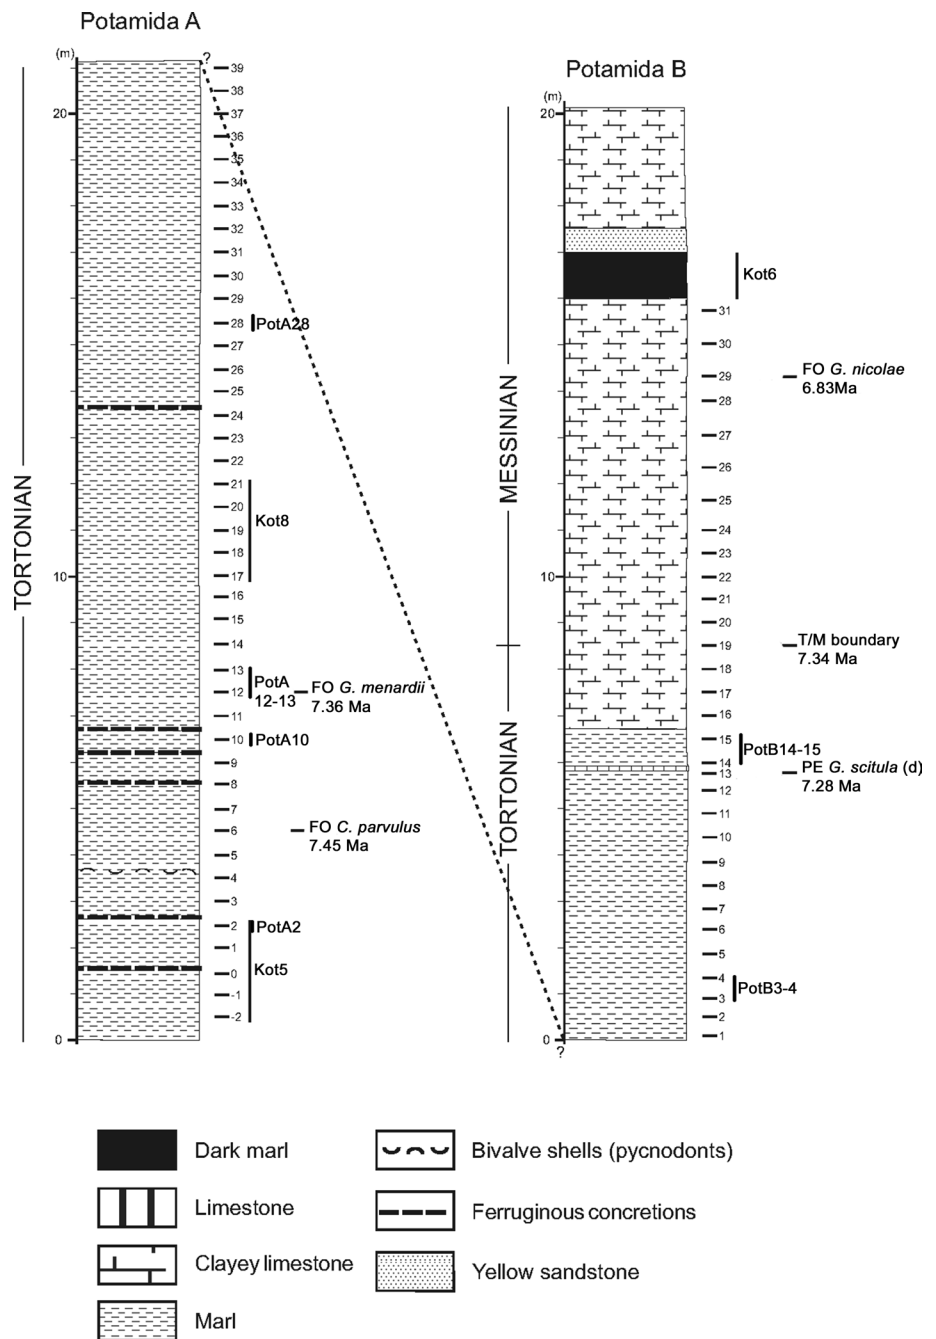 Potamida A
(m)
?
39
38
20
37
36
35
34
33
32
31
30
29
28
PotA28
27
26
25
24
23
22
21
20
Kot8
19
18
10
17
16
15
14
13
PotA
12
12-13
FO G. menardii
7.36 Ma
11
10
PotA10
9
8
7
6
FO C. parvulus
7.45 Ma
5
4
3
2
PotA2
1
Kot5
0
-1
-2
0
TORTONIAN
Potamida B
(m)
20
Kot6
31
30
29
FO G. nicolae
6.83Ma
28
27
26
25
24
23
10
22
21
20
19
T/M boundary
7.34 Ma
18
17
16
15
PotB14-15
14
13
PE G. scitula (d)
7.28 Ma
12
11
10
9
8
7
6
5
4
PotB3-4
3
2
1
0
?
MESSINIAN
TORTONIAN
Dark marl
Bivalve shells (pycnodonts)
Limestone
Ferruginous concretions
Clayey limestone
Yellow sandstone
Marl